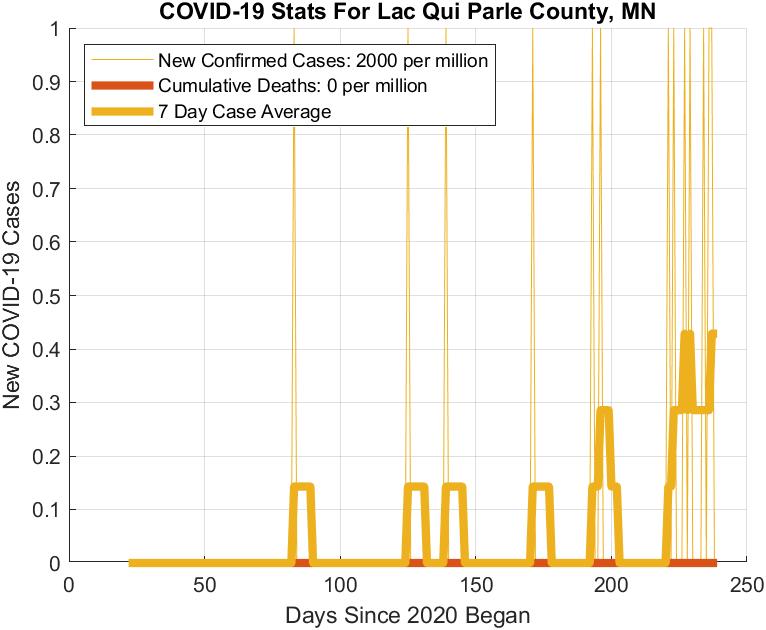 COVID-19 Stats For Lac Qui Parle County, MN
New Confirmed Cases: 2000 per million
Cumulative Deaths: 0 per million
7 Day Case Average
New COVID-19 Cases
1
0.9
0.8
0.7
0.6
0.5
0.4
0.3
0.2
0.1
0
0 50 100 150 200 250
Days Since 2020 Began